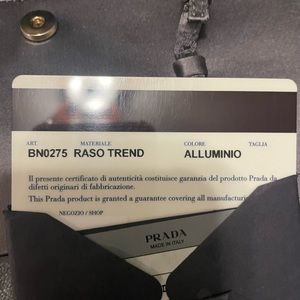 ART MATERIALE COLORE TAGLIA
BN0275 RASO TREND ALLUMINIO
Il presente certificato di autenticità costituisce garanzia del prodotto Prada da
difetti originari di fabbricazione.
This Prada product is granted a guarantee covering all manufacturi
NEGOZIO / SHOP
PRADA
MADE IN ITALY